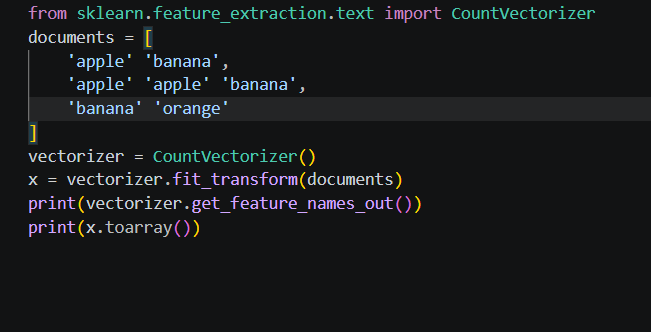 from sklearn.feature_extraction.text import CountVectorizer
documents = [
    'apple' 'banana',
    'apple' 'apple' 'banana',
    'banana' 'orange'
]
vectorizer = CountVectorizer()
x = vectorizer.fit_transform(documents)
print(vectorizer.get_feature_names_out())
print(x.toarray())